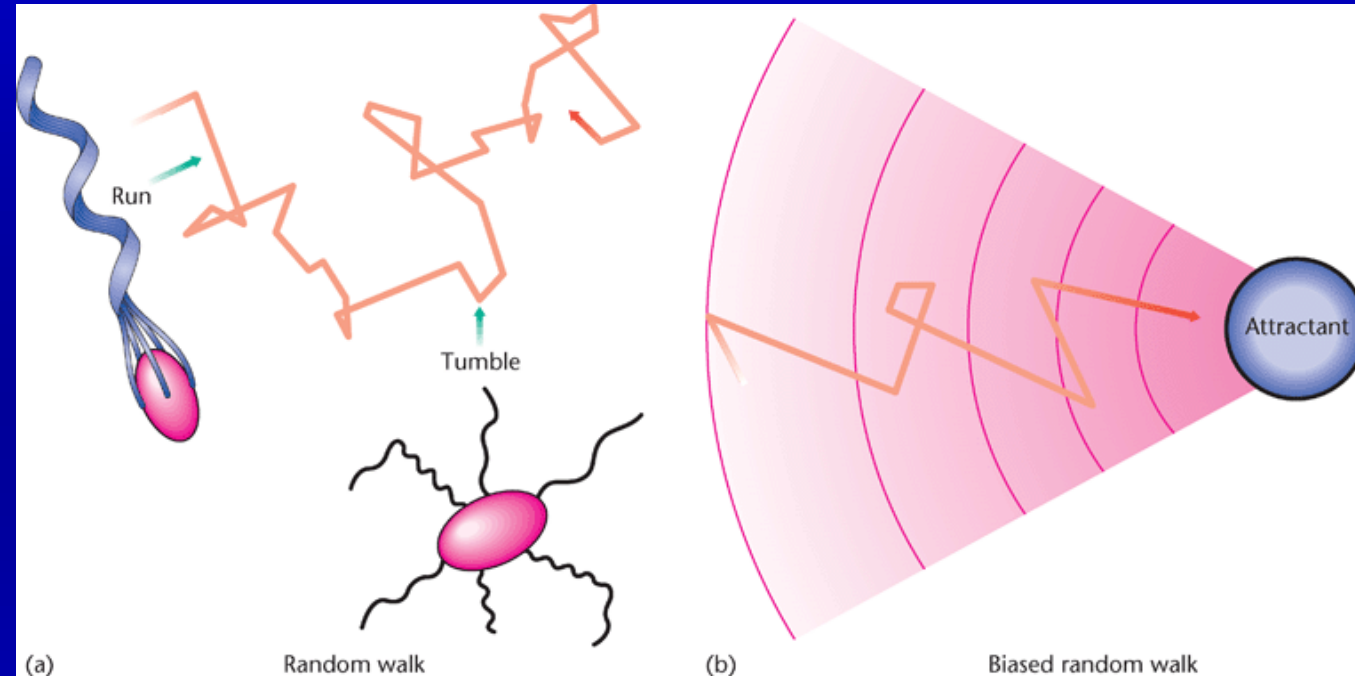 Run
Tumble
Attractant
(a) Random walk
(b) Biased random walk